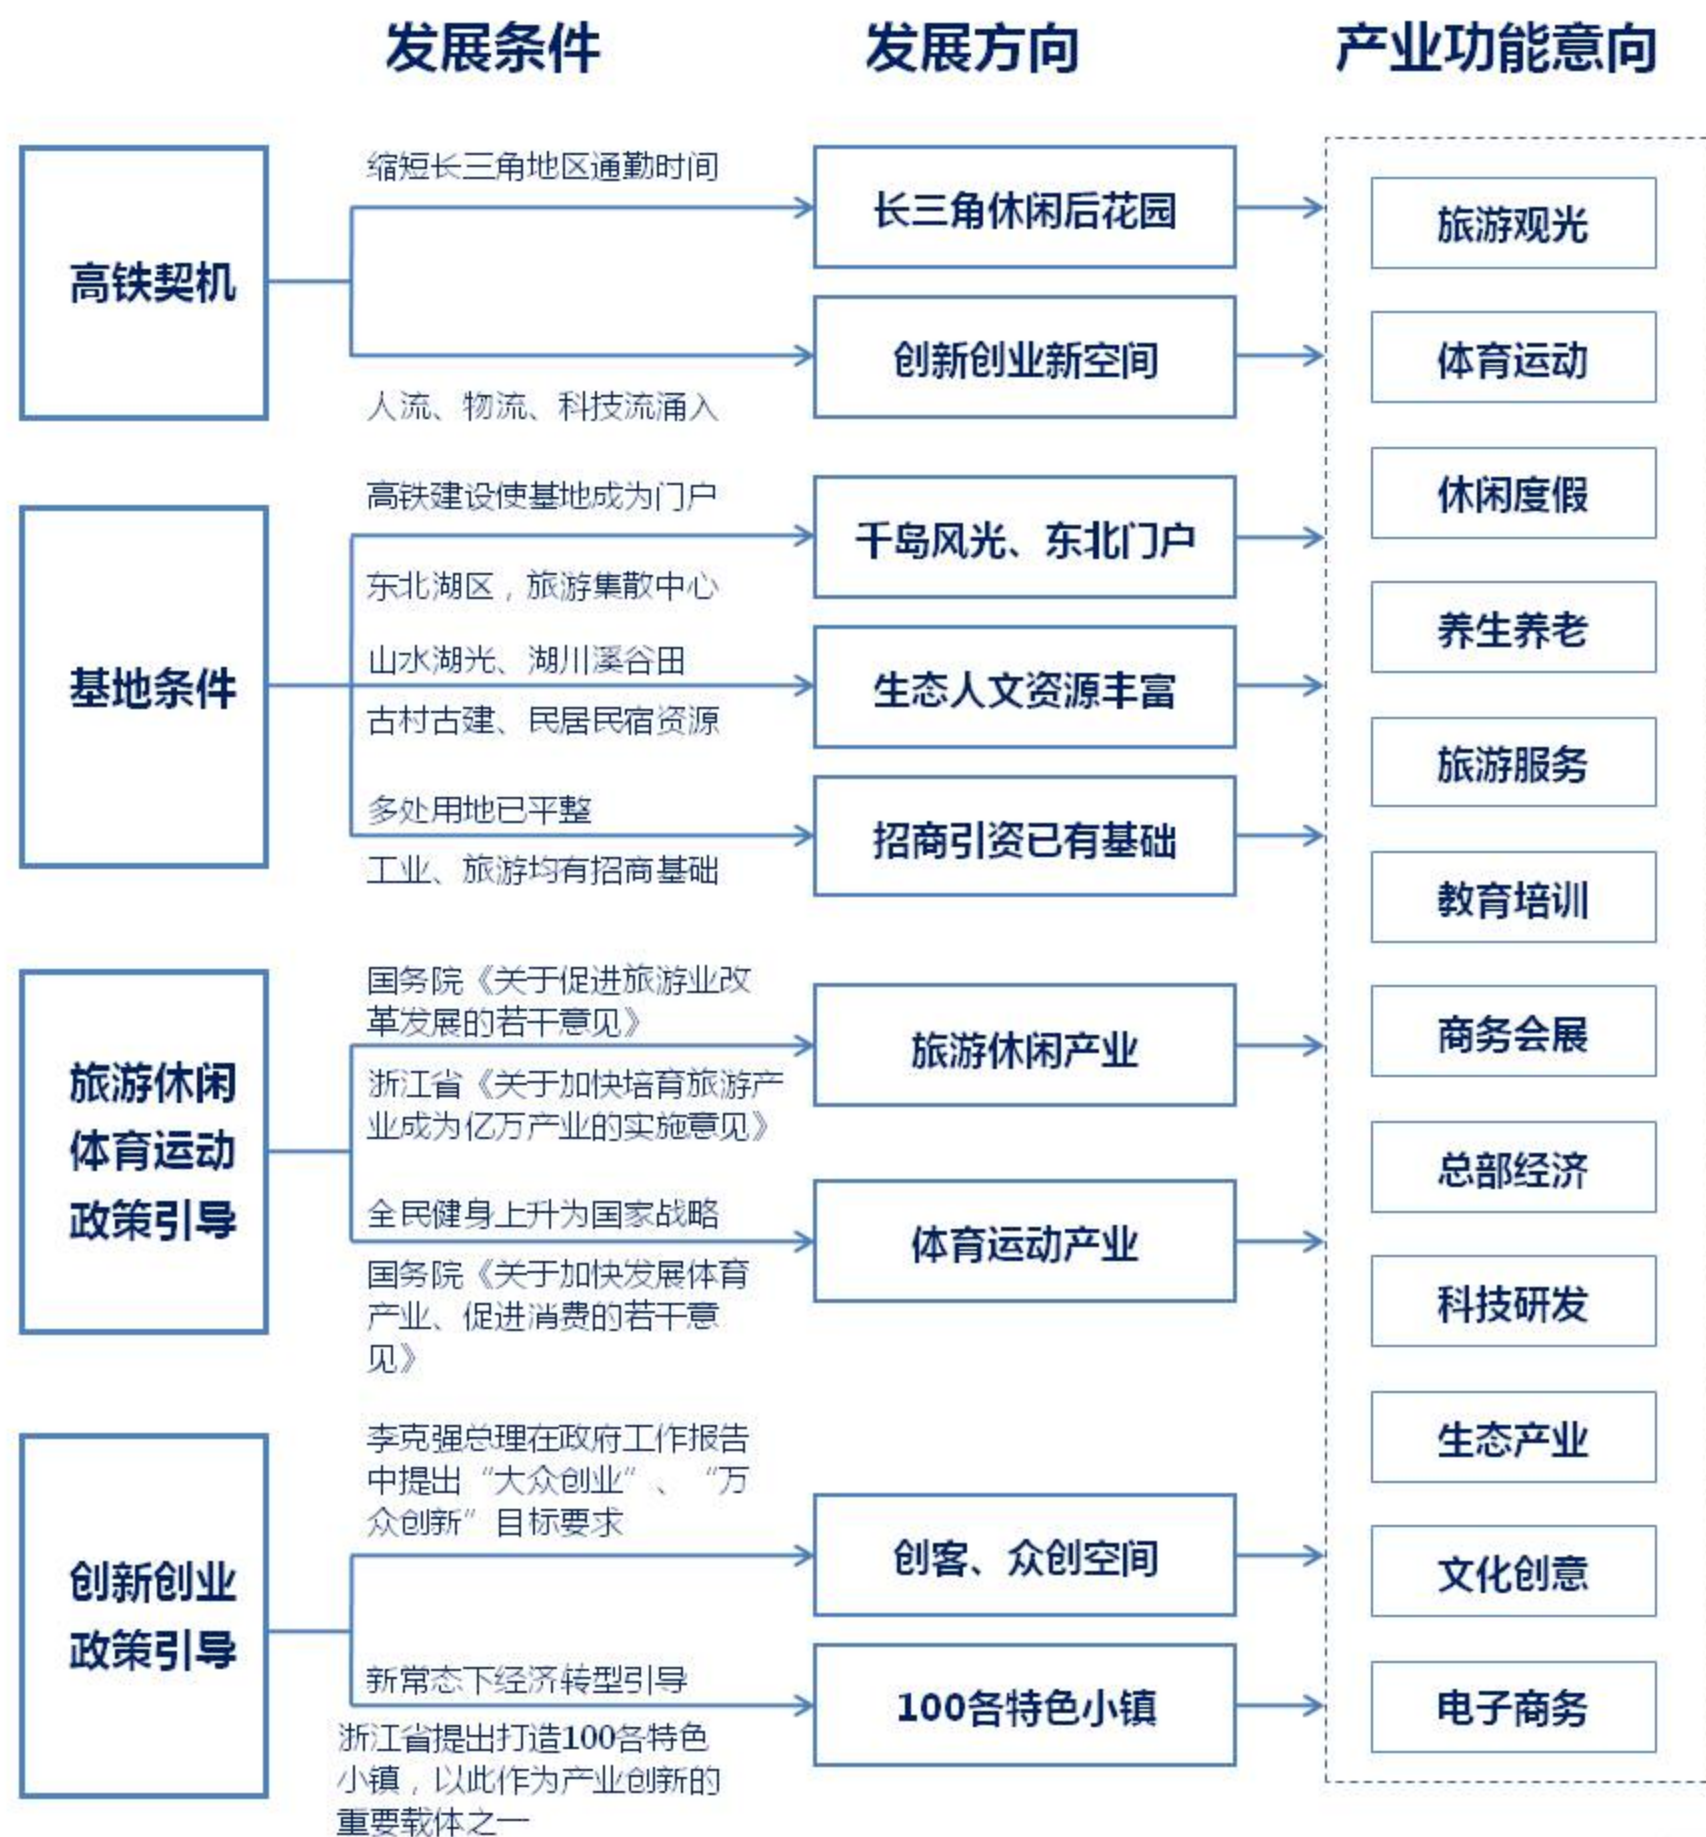 发展条件
发展方向
产业功能意向
高铁契机
缩短长三角地区通勤时间
人流、物流、科技流涌入
长三角休闲后花园
创新创业新空间
基地条件
高铁建设使基地成为门户
东北湖区，旅游集散中心
山水湖光、湖川溪谷田
古村古建、民居民宿资源
多处用地已平整
工业、旅游均有招商基础
千岛风光、东北门户
生态人文资源丰富
招商引资已有基础
旅游休闲
体育运动
政策引导
国务院《关于促进旅游业改
革发展的若干意见》
浙江省《关于加快培育旅游产
业成为亿万产业的实施意见》
全民健身上升为国家战略
国务院《关于加快发展体育
产业、促进消费的若干意
见》
旅游休闲产业
体育运动产业
创新创业
政策引导
李克强总理在政府工作报告
中提出“大众创业”、“万
众创新”目标要求
新常态下经济转型引导
浙江省提出打造100各特色
小镇，以此作为产业创新的
重要载体之一
创客、众创空间
100各特色小镇
旅游观光
体育运动
休闲度假
养生养老
旅游服务
教育培训
商务会展
总部经济
科技研发
生态产业
文化创意
电子商务